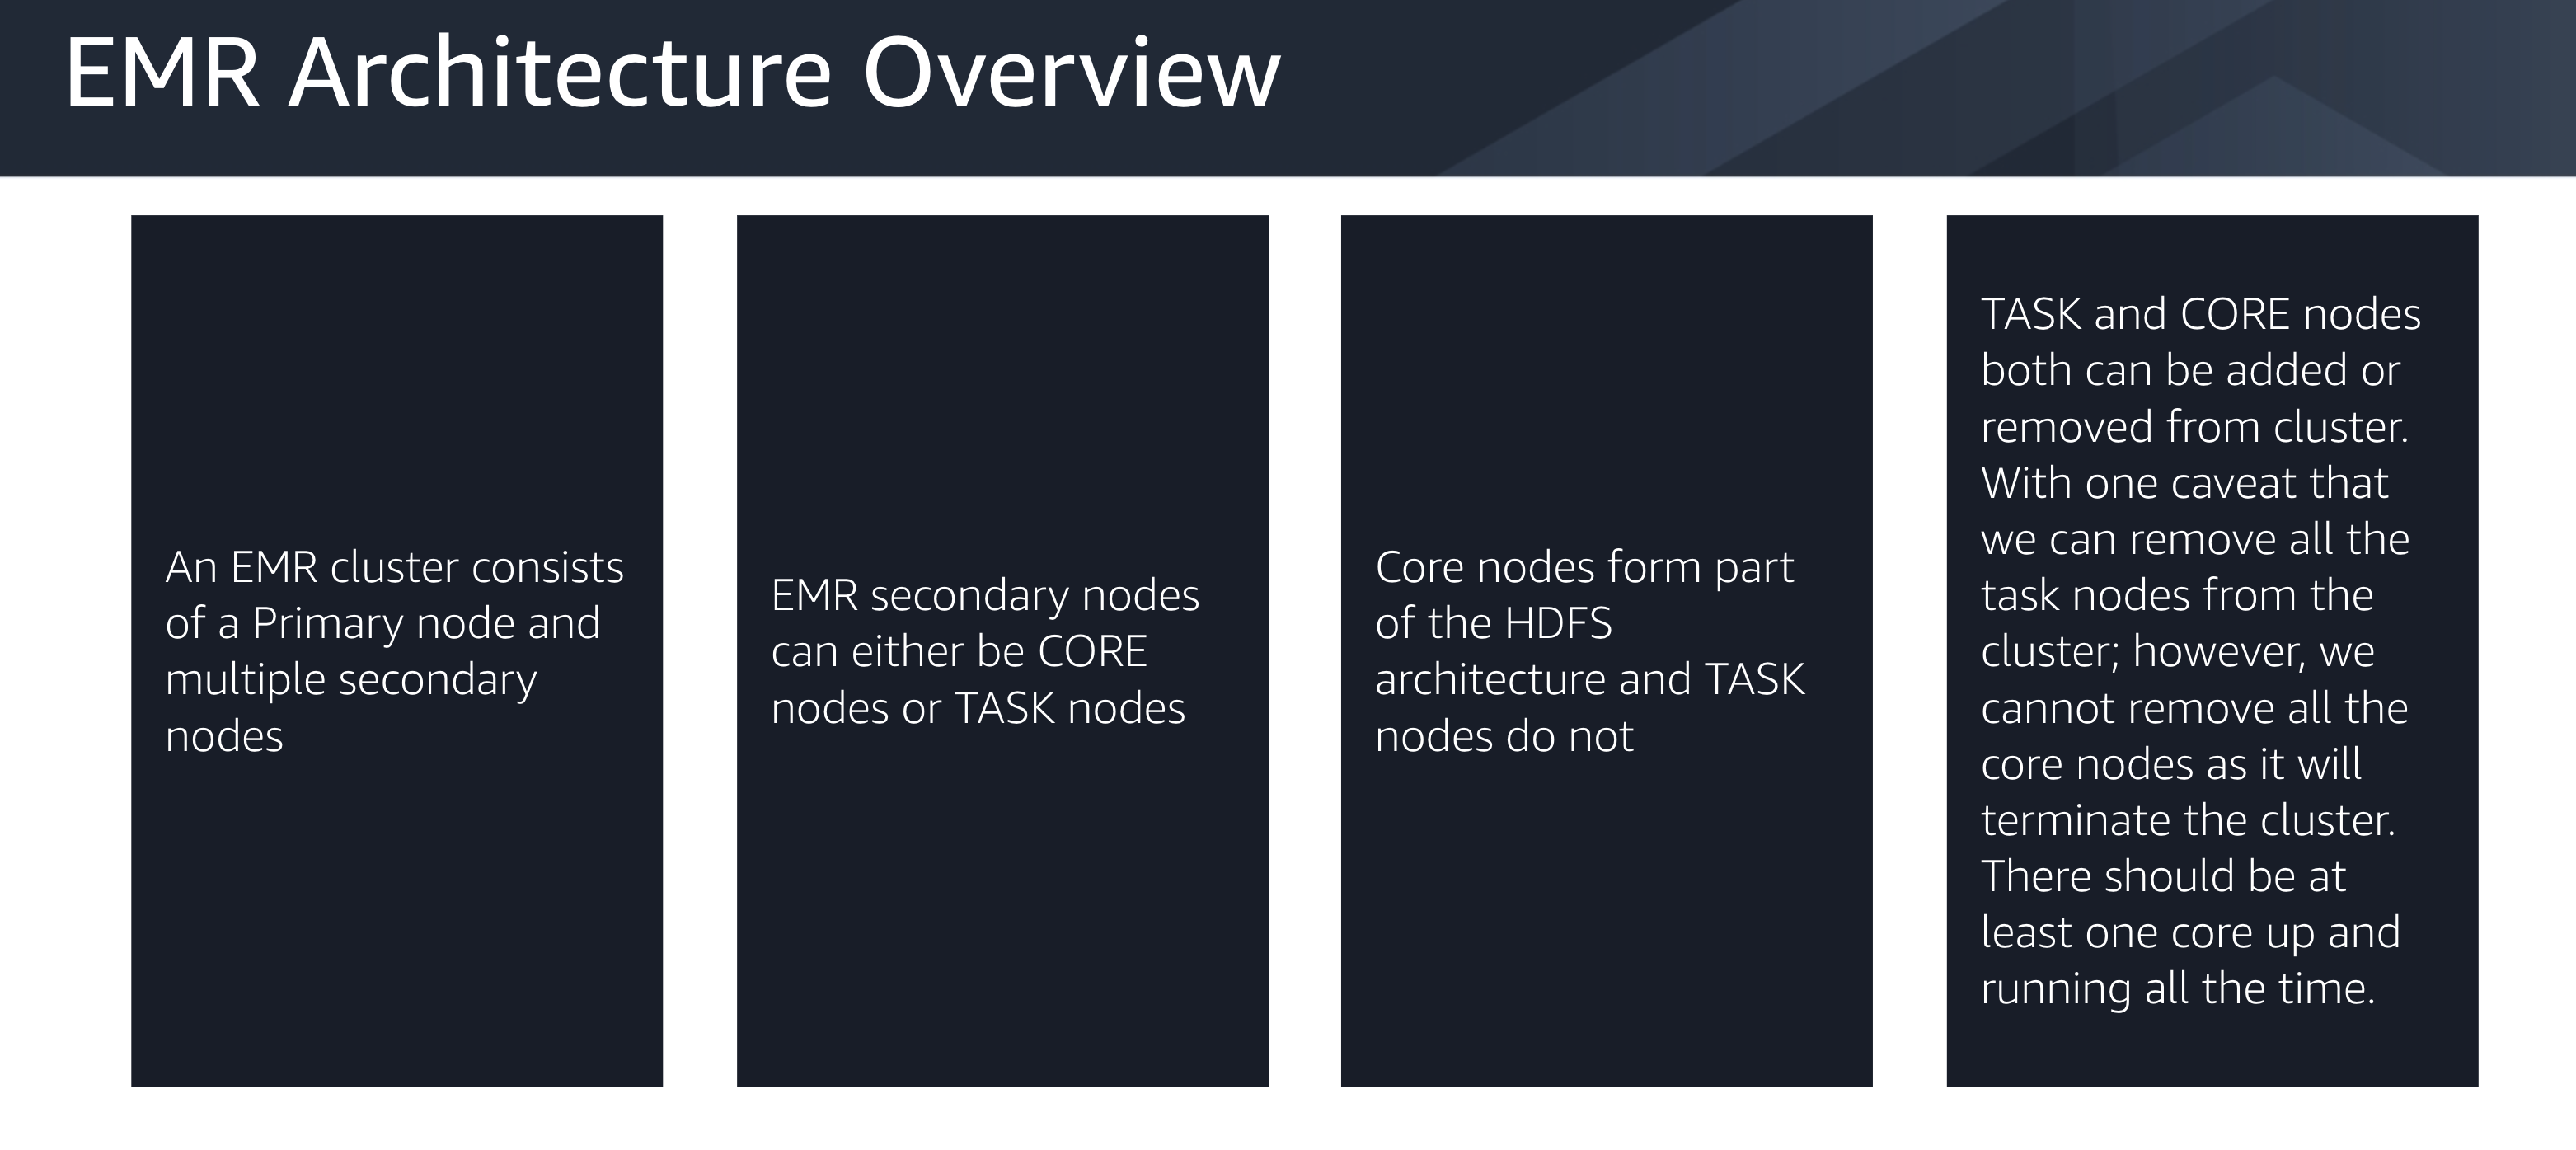 EMR Architecture Overview
An EMR cluster consists
of a Primary node and
multiple secondary
nodes
EMR secondary nodes
can either be CORE
nodes or TASK nodes
Core nodes form part
of the HDFS
architecture and TASK
nodes do not
TASK and CORE nodes
both can be added or
removed from cluster.
With one caveat that
we can remove all the
task nodes from the
cluster; however, we
cannot remove all the
core nodes as it will
terminate the cluster.
There should be at
least one core up and
running all the time.